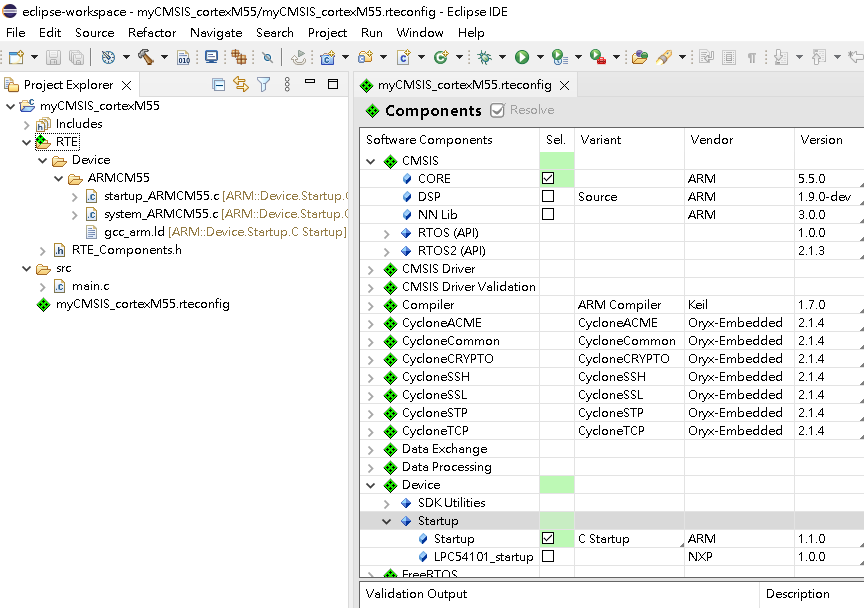 eclipse-workspace - myCMSIS_cortexM55/myCMSIS_cortexM55.rteconfig - Eclipse IDE
File Edit Source Refactor Navigate Search Project Run Window Help
Project Explorer
myCMSIS_cortexM55
Includes
RTE
Device
ARMCM55
startup_ARMCM55.c [ARM::Device.Startup.C
system_ARMCM55.c [ARM::Device.Startup.C
gcc_arm.ld [ARM::Device.Startup.C Startup]
RTE_Components.h
src
main.c
myCMSIS_cortexM55.rteconfig
myCMSIS_cortexM55.rteconfig
Components Resolve
Software Components Sel. Variant Vendor Version
CMSIS
CORE ARM 5.5.0
DSP Source ARM 1.9.0-dev
NN Lib ARM 3.0.0
RTOS (API) 1.0.0
RTOS2 (API) 2.1.3
CMSIS Driver
CMSIS Driver Validation
Compiler ARM Compiler Keil 1.7.0
CycloneACME CycloneACME Oryx-Embedded 2.1.4
CycloneCommon CycloneCommon Oryx-Embedded 2.1.4
CycloneCRYPTO CycloneCRYPTO Oryx-Embedded 2.1.4
CycloneSSH CycloneSSH Oryx-Embedded 2.1.4
CycloneSSL CycloneSSL Oryx-Embedded 2.1.4
CycloneSTP CycloneSTP Oryx-Embedded 2.1.4
CycloneTCP CycloneTCP Oryx-Embedded 2.1.4
Data Exchange
Data Processing
Device
SDK Utilities
Startup
Startup C Startup ARM 1.1.0
LPC54101_startup NXP 1.0.0
FreeRTOS
Validation Output Description